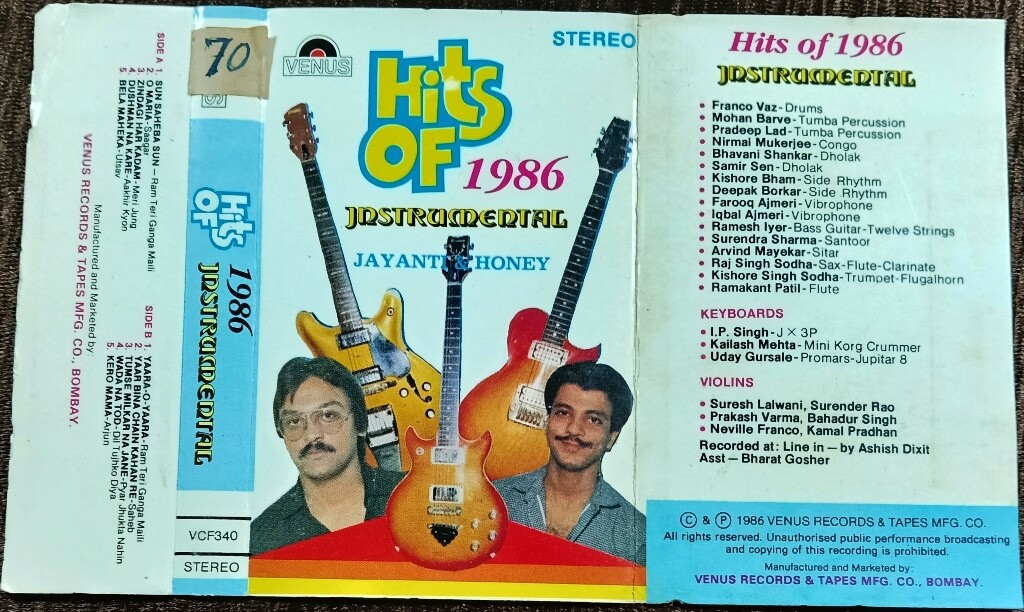 SIDE A
1. SUN SAHEBA SUN - Ram Teri Ganga Maili
2. O MARIA - Saagar
3. ZINDAGI HAR KADAM - Meri Jung
4. DUSHMAN NA KARE - Aakhir Kyon
5. BELA MAHEKA - Utsav
SIDE B
1. YAARA-O-YAARA - Ram Teri Ganga Maili
2. YAAR BINA CHAIN KAHAN RE - Saheb
3. TUMSE MILKAR NA JANE - Pyar Jhukta Nahin
4. WADA NA TOD - Dil Tujhko Diya
5. KERO MAMA - Arjun
Manufactured and Marketed by:
VENUS RECORDS & TAPES MFG. CO., BOMBAY.
70
Hits
OF
1986
INSTRUMENTAL
VCF340
STEREO
VENUS
STEREO
Hits
OF 1986
INSTRUMENTAL
JAYANTI & HONEY
Hits of 1986
INSTRUMENTAL
• Franco Vaz - Drums
• Mohan Barve - Tumba Percussion
• Pradeep Lad - Tumba Percussion
• Nirmal Mukerjee - Congo
• Bhavani Shankar - Dholak
• Samir Sen - Dholak
• Kishore Bham - Side Rhythm
• Deepak Borkar - Side Rhythm
• Farooq Ajmeri - Vibrophone
• Iqbal Ajmeri - Vibrophone
• Ramesh Iyer - Bass Guitar-Twelve Strings
• Surendra Sharma - Santoor
• Arvind Mayekar - Sitar
• Raj Singh Sodha - Sax-Flute-Clarinate
• Kishore Singh Sodha - Trumpet-Flugalhorn
• Ramakant Patil - Flute
KEYBOARDS
• I.P. Singh - J × 3P
• Kailash Mehta - Mini Korg Crummer
• Uday Gursale - Promars-Jupitar 8
VIOLINS
• Suresh Lalwani, Surender Rao
• Prakash Varma, Bahadur Singh
• Neville Franco, Kamal Pradhan
Recorded at: Line in — by Ashish Dixit
Asst — Bharat Gosher
© & ℗ 1986 VENUS RECORDS & TAPES MFG. CO.
All rights reserved. Unauthorised public performance broadcasting
and copying of this recording is prohibited.
Manufactured and Marketed by:
VENUS RECORDS & TAPES MFG. CO., BOMBAY.